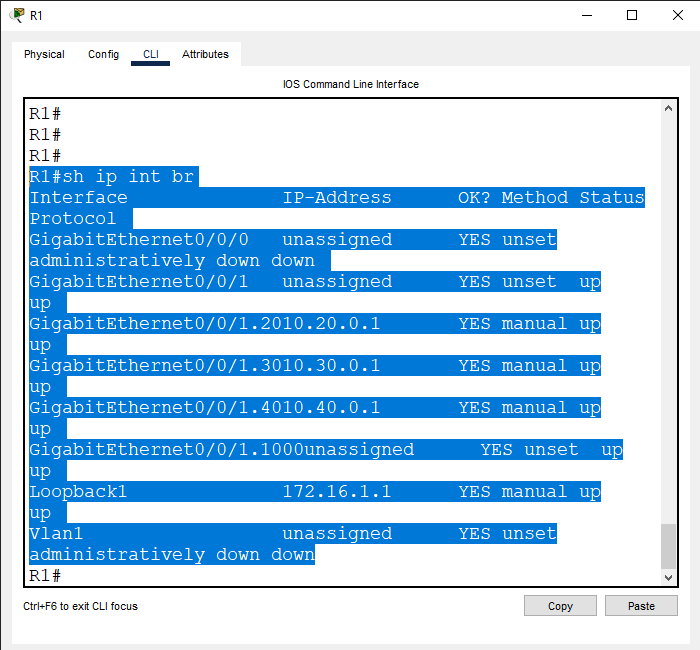 R1
Physical Config CLI Attributes
IOS Command Line Interface
R1#
R1#
R1#
R1#sh ip int br
Interface              IP-Address      OK? Method Status
Protocol
GigabitEthernet0/0/0   unassigned      YES unset
administratively down down
GigabitEthernet0/0/1   unassigned      YES unset  up
up
GigabitEthernet0/0/1.2010.20.0.1       YES manual up
up
GigabitEthernet0/0/1.3010.30.0.1       YES manual up
up
GigabitEthernet0/0/1.4010.40.0.1       YES manual up
up
GigabitEthernet0/0/1.1000unassigned      YES unset  up
up
Loopback1              172.16.1.1      YES manual up
up
Vlan1                  unassigned      YES unset
administratively down down
R1#
Ctrl+F6 to exit CLI focus Copy Paste